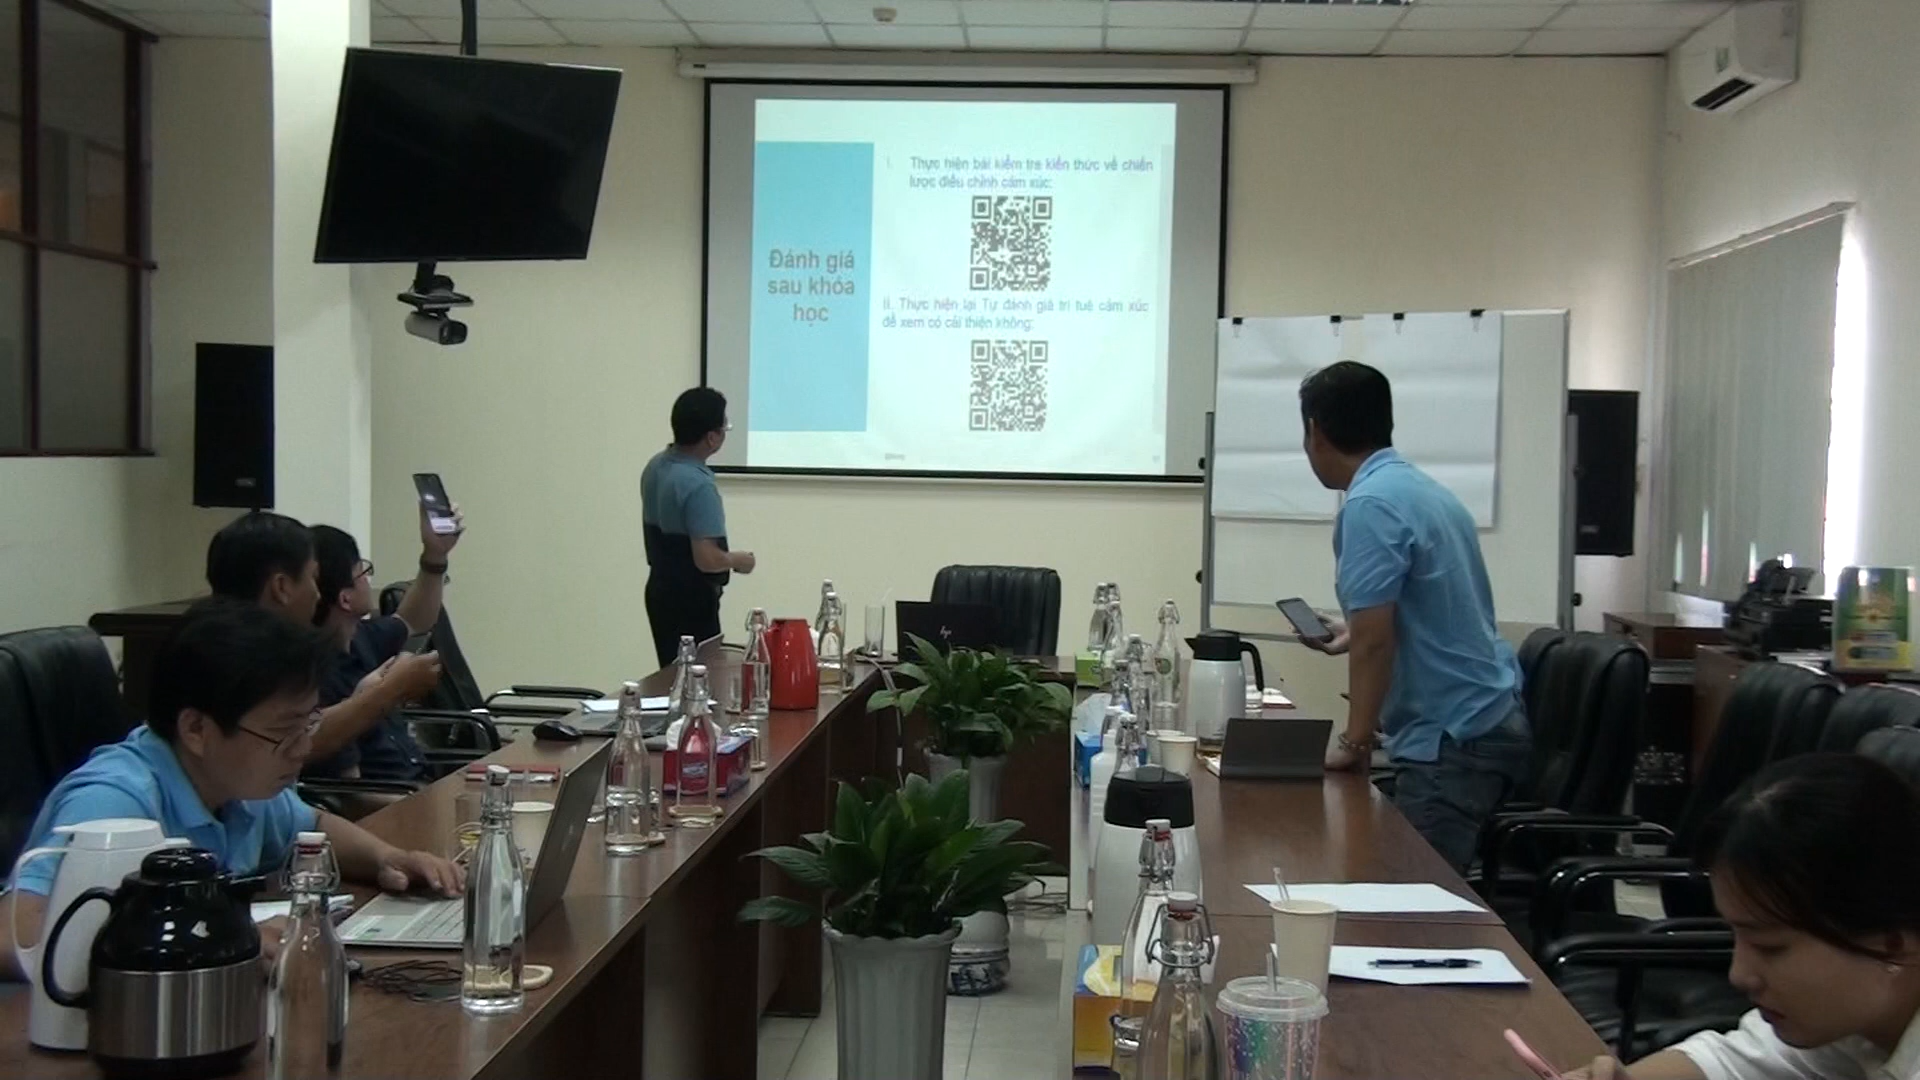 Đánh giá
sau khóa
học
I. Thực hiện bài kiểm tra kiến thức về chiến
lược điều chỉnh cảm xúc:
II. Thực hiện lại Tự đánh giá trí tuệ cảm xúc
để xem có cải thiện không:
hp